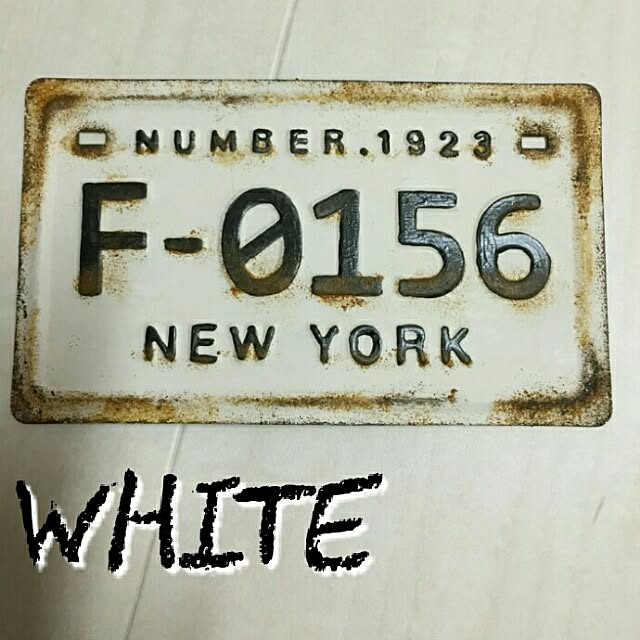 NUMBER.1923
F-0156
NEW YORK
WHITE